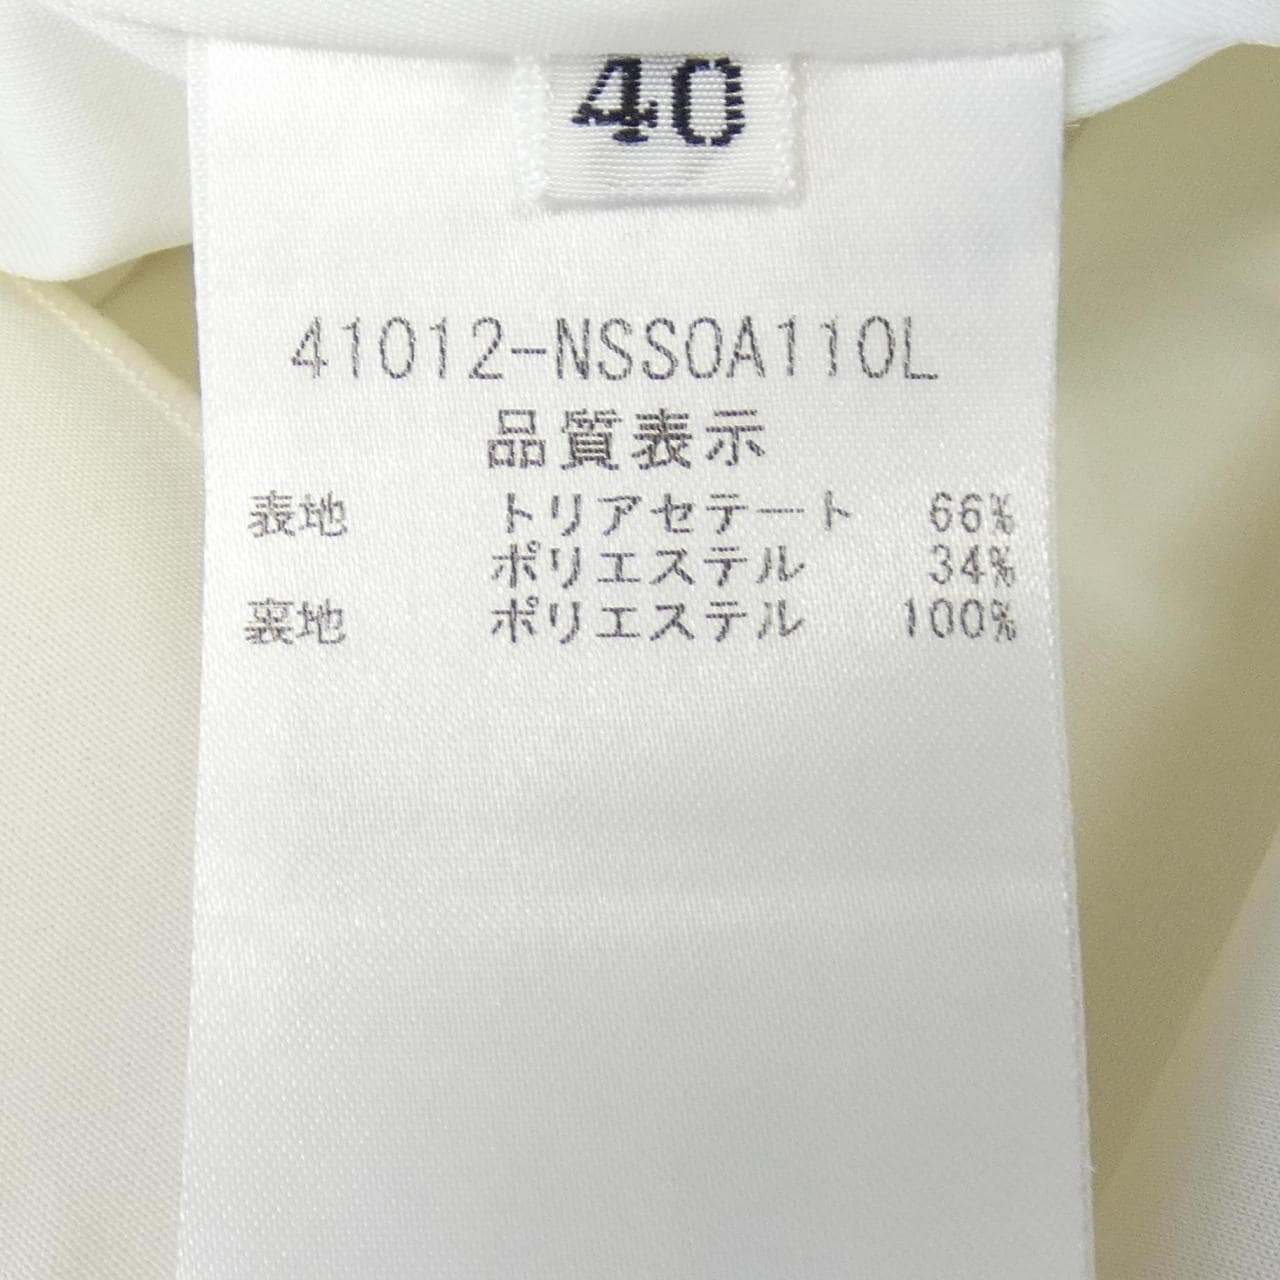 40
41012-NSSOA110L
品質表示
表地 トリアセテート 66%
ポリエステル 34%
裏地 ポリエステル 100%